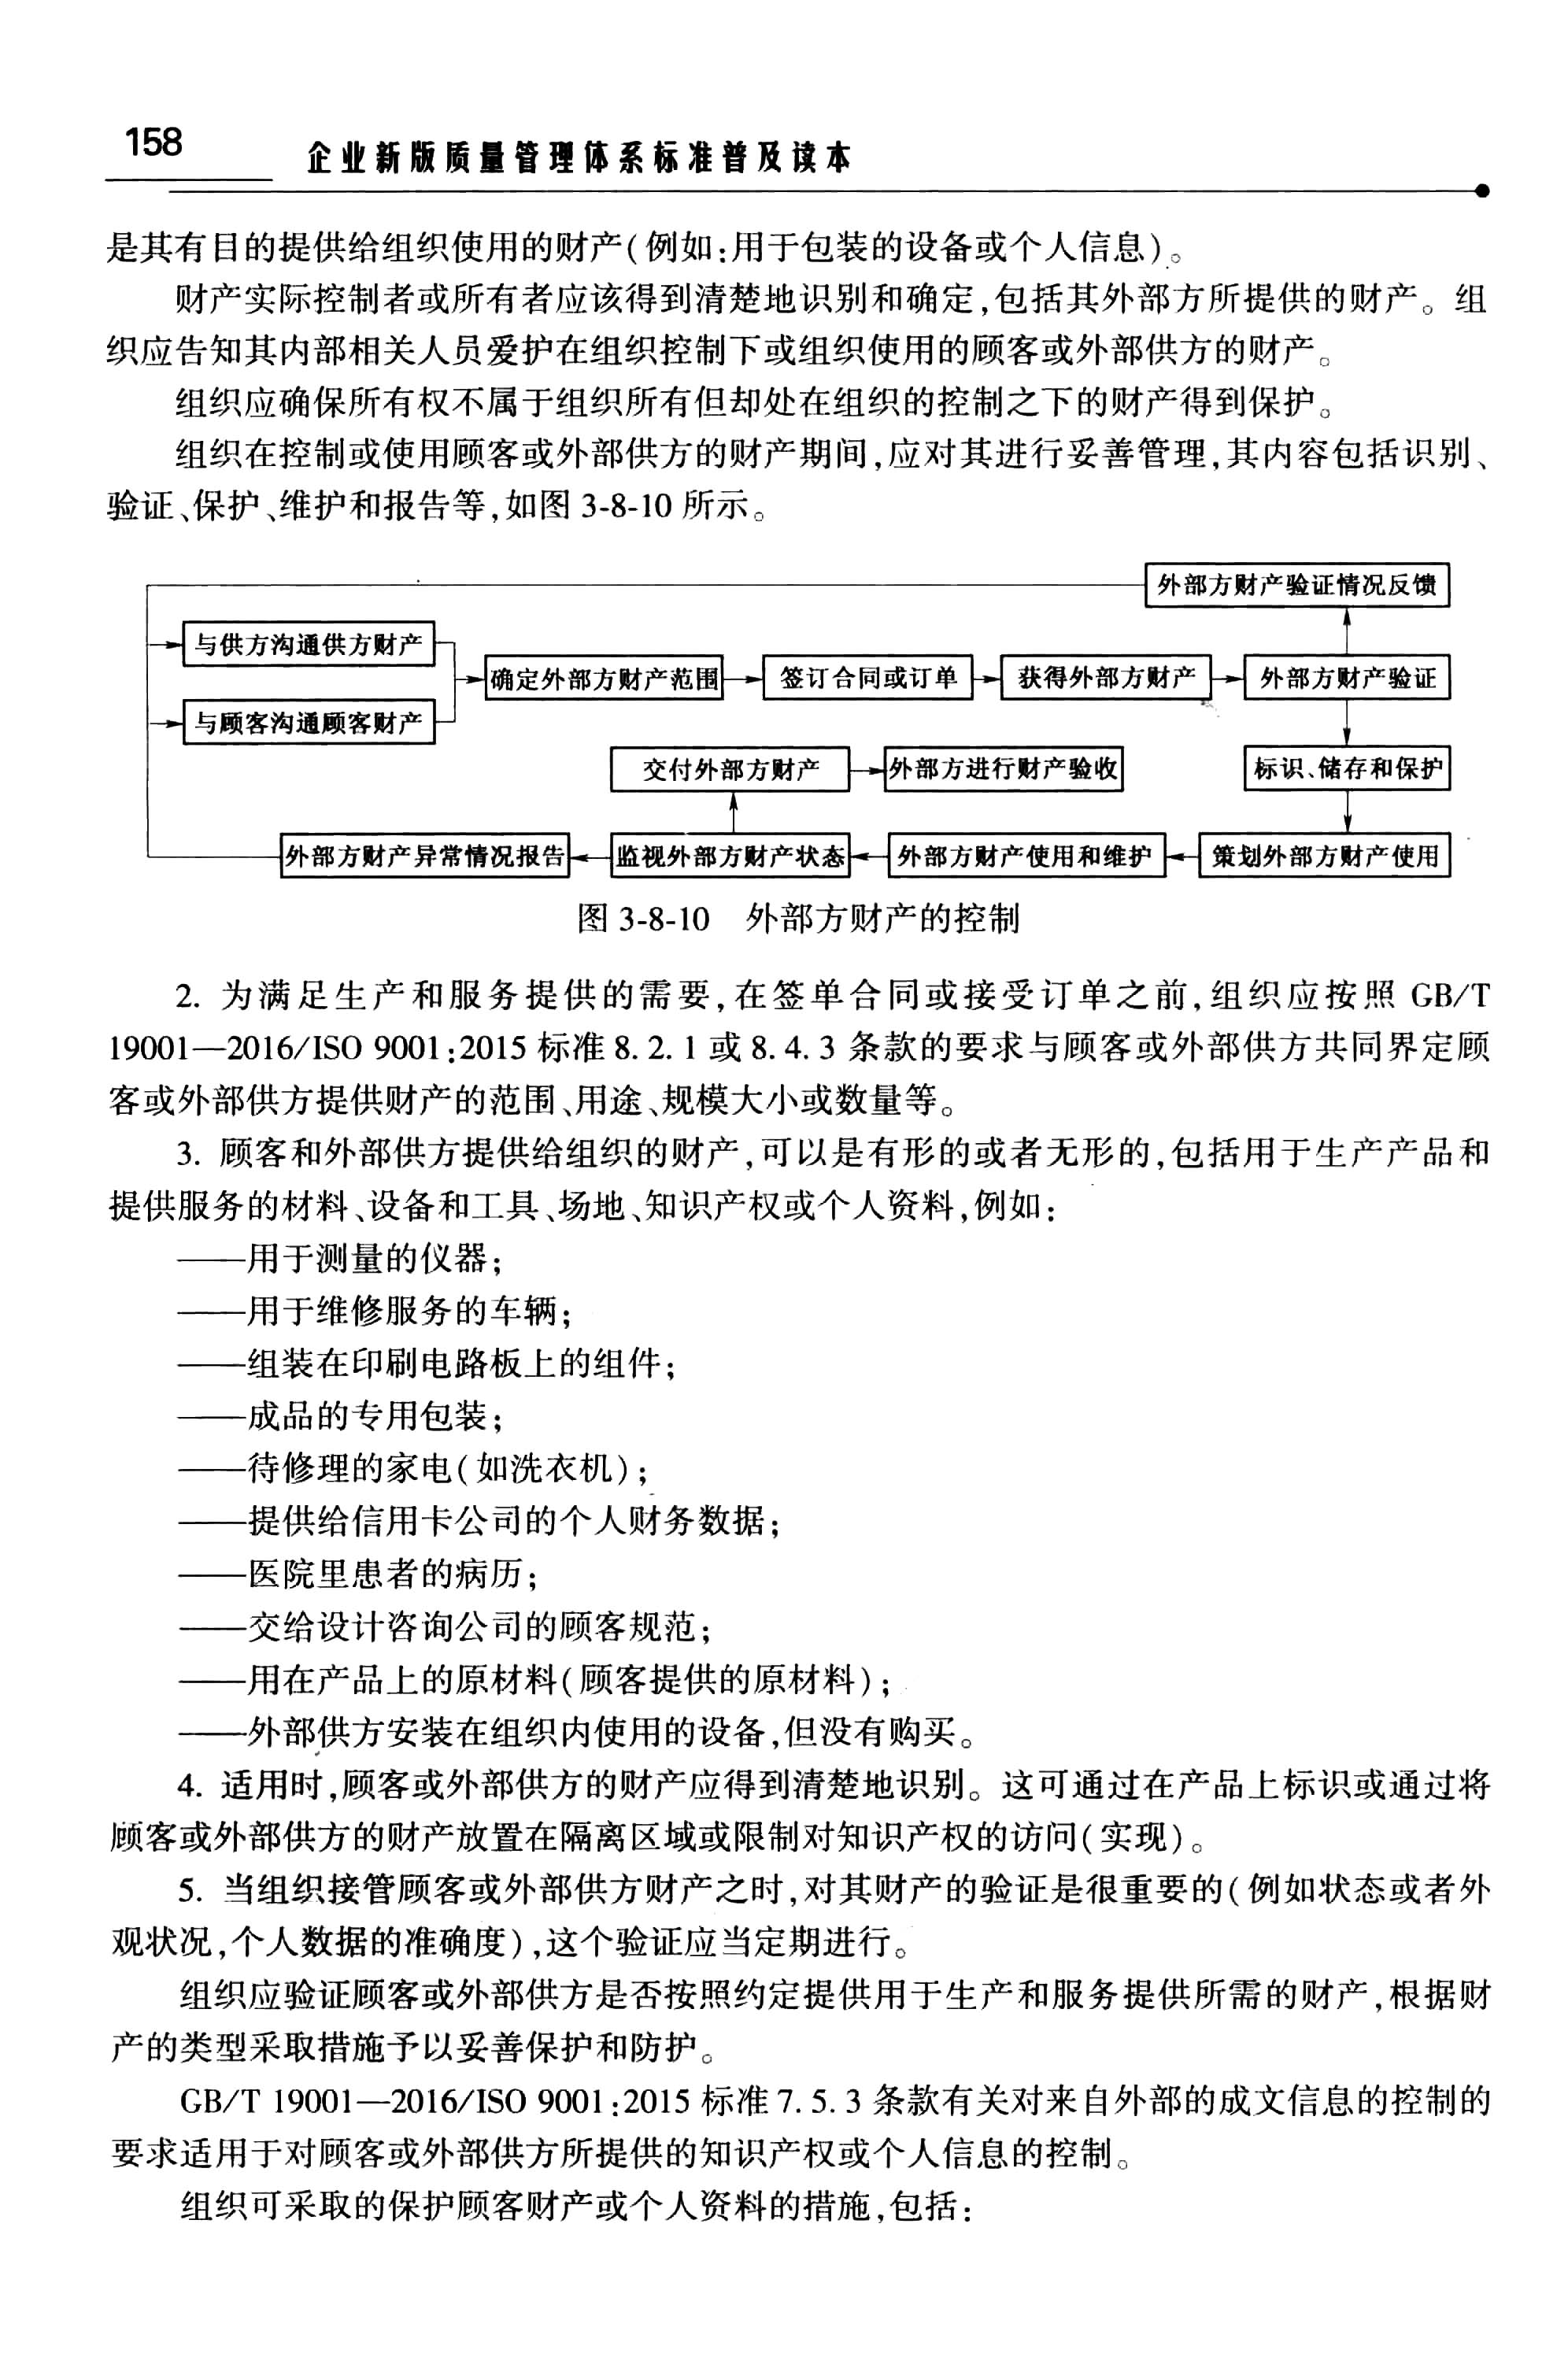 158
企业新版质量管理体系标准普及读本
是其有目的提供给组织使用的财产(例如:用于包装的设备或个人信息)。
财产实际控制者或所有者应该得到清楚地识别和确定,包括其外部方所提供的财产。组
织应告知其内部相关人员爱护在组织控制下或组织使用的顾客或外部供方的财产。
组织应确保所有权不属于组织所有但却处在组织的控制之下的财产得到保护。
组织在控制或使用顾客或外部供方的财产期间,应对其进行妥善管理,其内容包括识别、
验证、保护、维护和报告等,如图 3-8-10 所示。
外部方财产验证情况反馈
与供方沟通供方财产
确定外部方财产范围
签订合同或订单
获得外部方财产
外部方财产验证
与顾客沟通顾客财产
交付外部方财产
外部方进行财产验收
标识、储存和保护
外部方财产异常情况报告
监视外部方财产状态
外部方财产使用和维护
策划外部方财产使用
图 3-8-10 外部方财产的控制
2. 为满足生产和服务提供的需要,在签单合同或接受订单之前,组织应按照 GB/T
19001—2016/ISO 9001:2015 标准 8. 2. 1 或 8. 4. 3 条款的要求与顾客或外部供方共同界定顾
客或外部供方提供财产的范围、用途、规模大小或数量等。
3. 顾客和外部供方提供给组织的财产,可以是有形的或者无形的,包括用于生产产品和
提供服务的材料、设备和工具、场地、知识产权或个人资料,例如:
——用于测量的仪器;
——用于维修服务的车辆;
——组装在印刷电路板上的组件;
——成品的专用包装;
——待修理的家电(如洗衣机);
——提供给信用卡公司的个人财务数据;
——医院里患者的病历;
——交给设计咨询公司的顾客规范;
——用在产品上的原材料(顾客提供的原材料);
——外部供方安装在组织内使用的设备,但没有购买。
4. 适用时,顾客或外部供方的财产应得到清楚地识别。这可通过在产品上标识或通过将
顾客或外部供方的财产放置在隔离区域或限制对知识产权的访问(实现)。
5. 当组织接管顾客或外部供方财产之时,对其财产的验证是很重要的(例如状态或者外
观状况,个人数据的准确度),这个验证应当定期进行。
组织应验证顾客或外部供方是否按照约定提供用于生产和服务提供所需的财产,根据财
产的类型采取措施予以妥善保护和防护。
GB/T 19001—2016/ISO 9001:2015 标准 7. 5. 3 条款有关对来自外部的成文信息的控制的
要求适用于对顾客或外部供方所提供的知识产权或个人信息的控制。
组织可采取的保护顾客财产或个人资料的措施,包括: